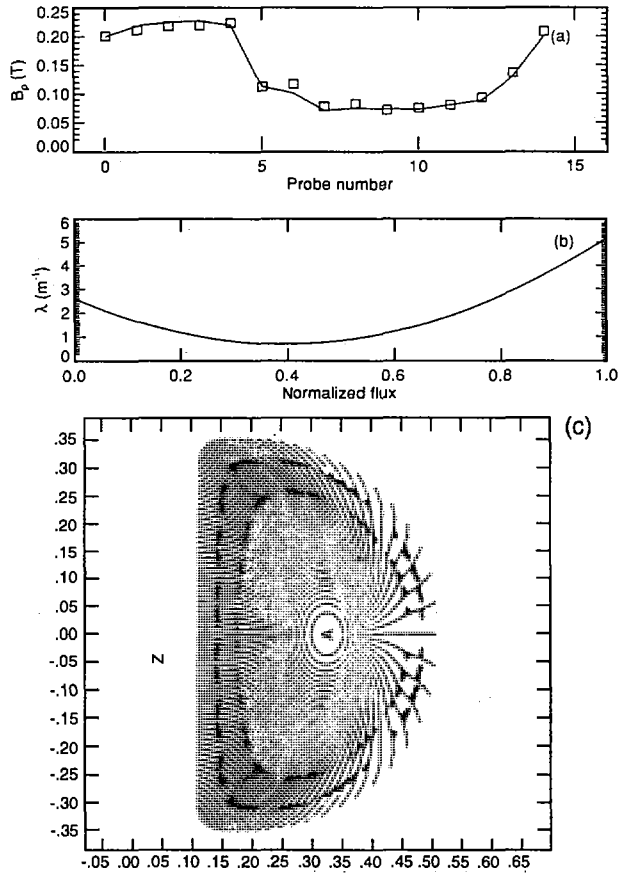 0.25
0.20
0.15
0.10
0.05
0.00
B_p (T)
(a)
0 5 10 15
Probe number
6
5
4
3
2
1
0
λ (m⁻¹)
(b)
0.0 0.2 0.4 0.6 0.8 1.0
Normalized flux
(c)
.35
.30
.25
.20
.15
.10
.05
.00
-.05
-.10
-.15
-.20
-.25
-.30
-.35
Z
A
-.05 .00 .05 .10 .15 .20 .25 .30 .35 .40 .45 .50 .55 .60 .65